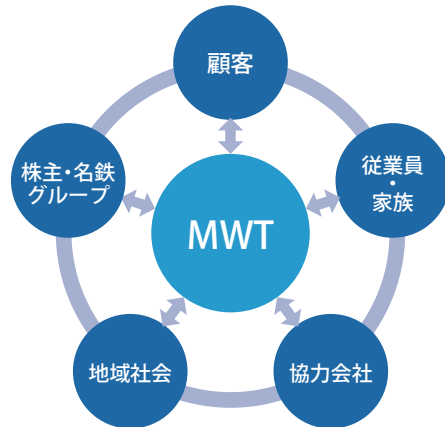 顧客
従業員
・
家族
協力会社
地域社会
株主・名鉄
グループ
MWT